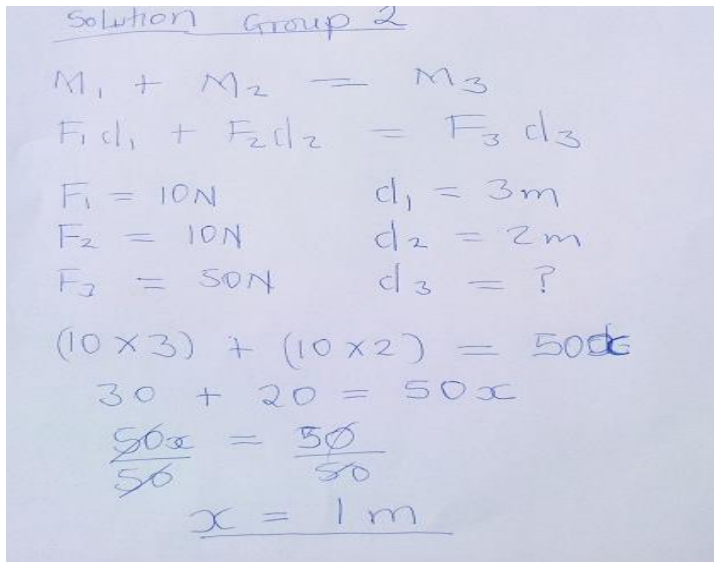 Solution Group 2
M₁ + M₂ = M₃
F₁d₁ + F₂d₂ = F₃ d₃
F₁ = 10N d₁ = 3m
F₂ = 10N d₂ = 2m
F₃ = 50N d₃ = ?
(10 × 3) + (10 × 2) = 50x
30 + 20 = 50x
50x/50 = 50/50
x = 1m